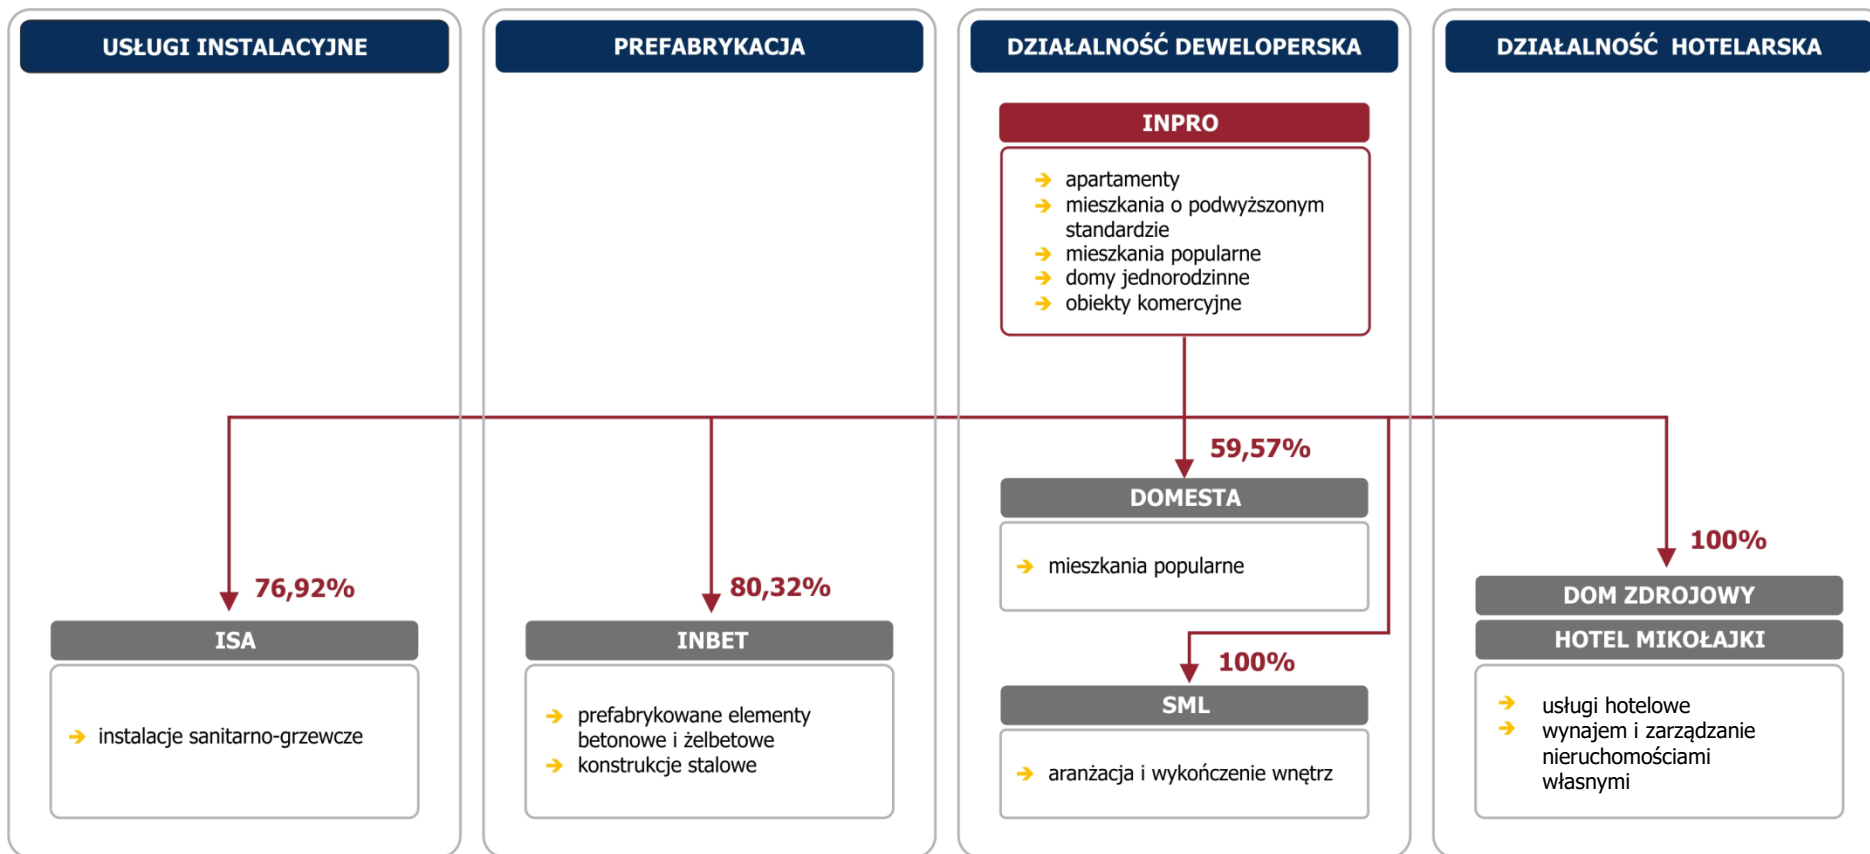 USŁUGI INSTALACYJNE
PREFABRYKACJA
DZIAŁALNOŚĆ DEWELOPERSKA
DZIAŁALNOŚĆ HOTELARSKA
INPRO
apartamenty
mieszkania o podwyższonym
standardzie
mieszkania popularne
domy jednorodzinne
obiekty komercyjne
76,92%
ISA
instalacje sanitarno-grzewcze
80,32%
INBET
prefabrykowane elementy
betonowe i żelbetowe
konstrukcje stalowe
59,57%
DOMESTA
mieszkania popularne
100%
SML
aranżacja i wykończenie wnętrz
100%
DOM ZDROJOWY
HOTEL MIKOŁAJKI
usługi hotelowe
wynajem i zarządzanie
nieruchomościami
własnymi